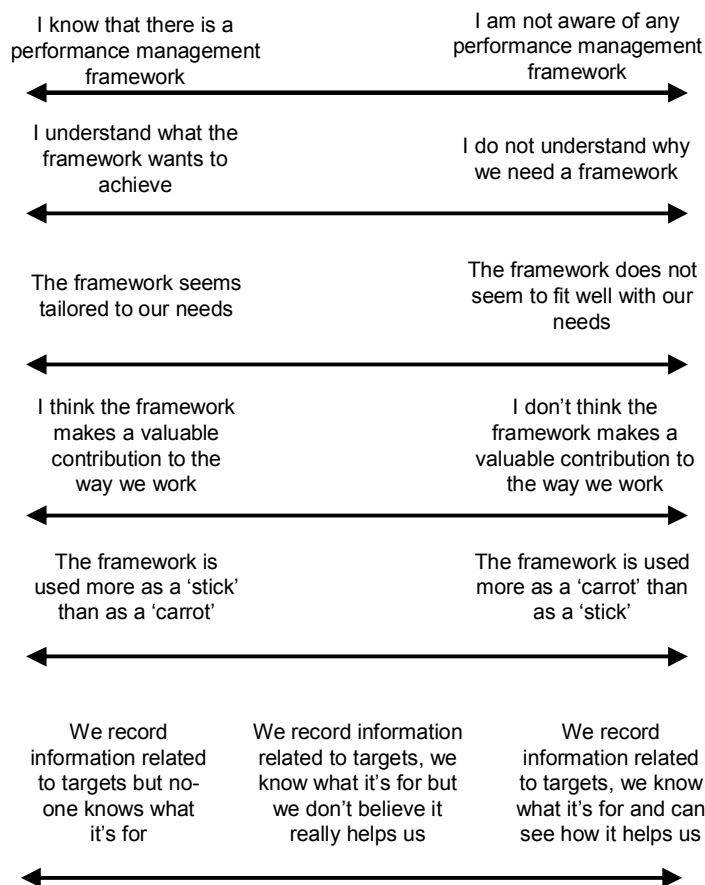 I know that there is a
performance management
framework
I am not aware of any
performance management
framework
I understand what the
framework wants to
achieve
I do not understand why
we need a framework
The framework seems
tailored to our needs
The framework does not
seem to fit well with our
needs
I think the framework
makes a valuable
contribution to the
way we work
I don’t think the
framework makes a
valuable contribution to
the way we work
The framework is
used more as a ‘stick’
than as a ‘carrot’
The framework is used
more as a ‘carrot’ than
as a ‘stick’
We record
information related
to targets but no-
one knows what
it’s for
We record information
related to targets, we
know what it’s for but
we don’t believe it
really helps us
We record
information related
to targets, we know
what it’s for and can
see how it helps us